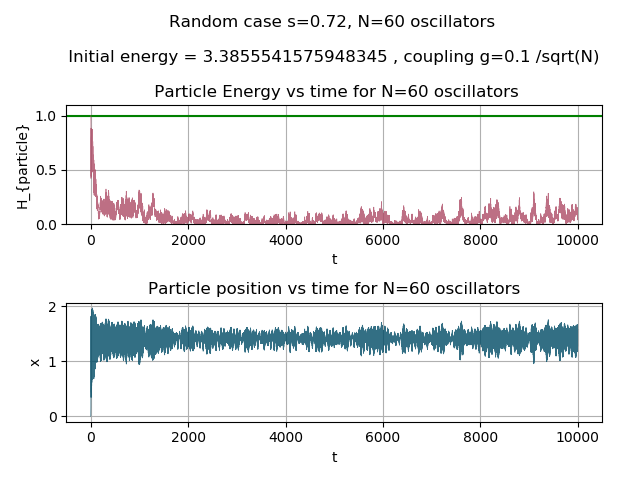 Random case s=0.72, N=60 oscillators
Initial energy = 3.3855541575948345 , coupling g=0.1 /sqrt(N)
Particle Energy vs time for N=60 oscillators
H_{particle}
1.0
0.5
0.0
0 2000 4000 6000 8000 10000
t
Particle position vs time for N=60 oscillators
x
2
1
0
0 2000 4000 6000 8000 10000
t